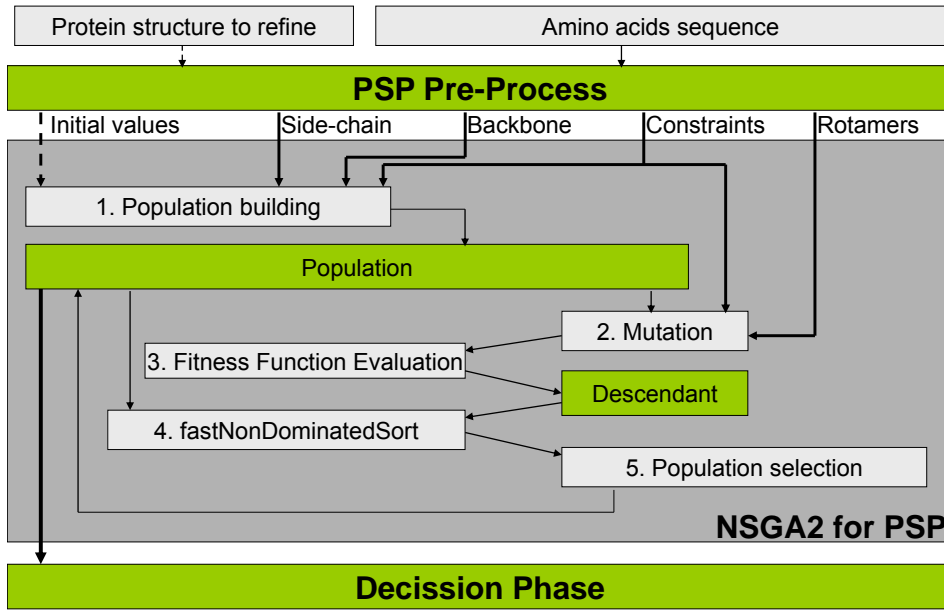 Protein structure to refine
Amino acids sequence
PSP Pre-Process
Initial values
Side-chain
Backbone
Constraints
Rotamers
1. Population building
Population
2. Mutation
3. Fitness Function Evaluation
Descendant
4. fastNonDominatedSort
5. Population selection
NSGA2 for PSP
Decission Phase